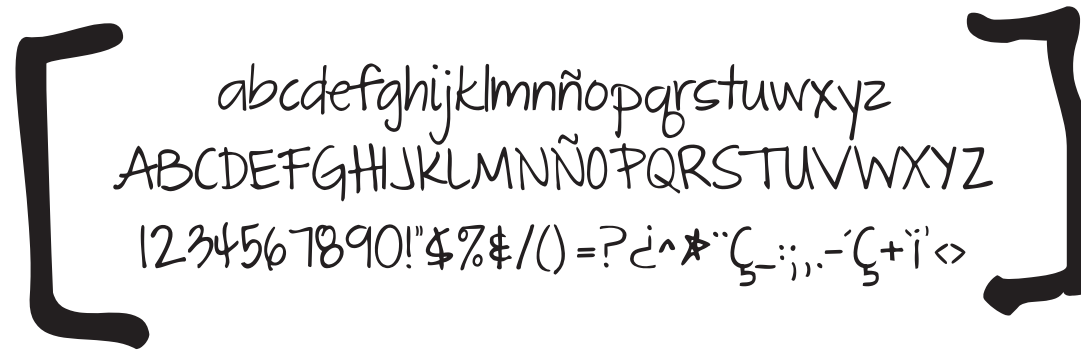 abcdefghijklmnñopqrstuwxyz
ABCDEFGHIJKLMNÑOPQRSTUVWXYZ
1234567890!"$%&/()=?¿^*¨Ç_:;,.-´Ç+`¡'<>